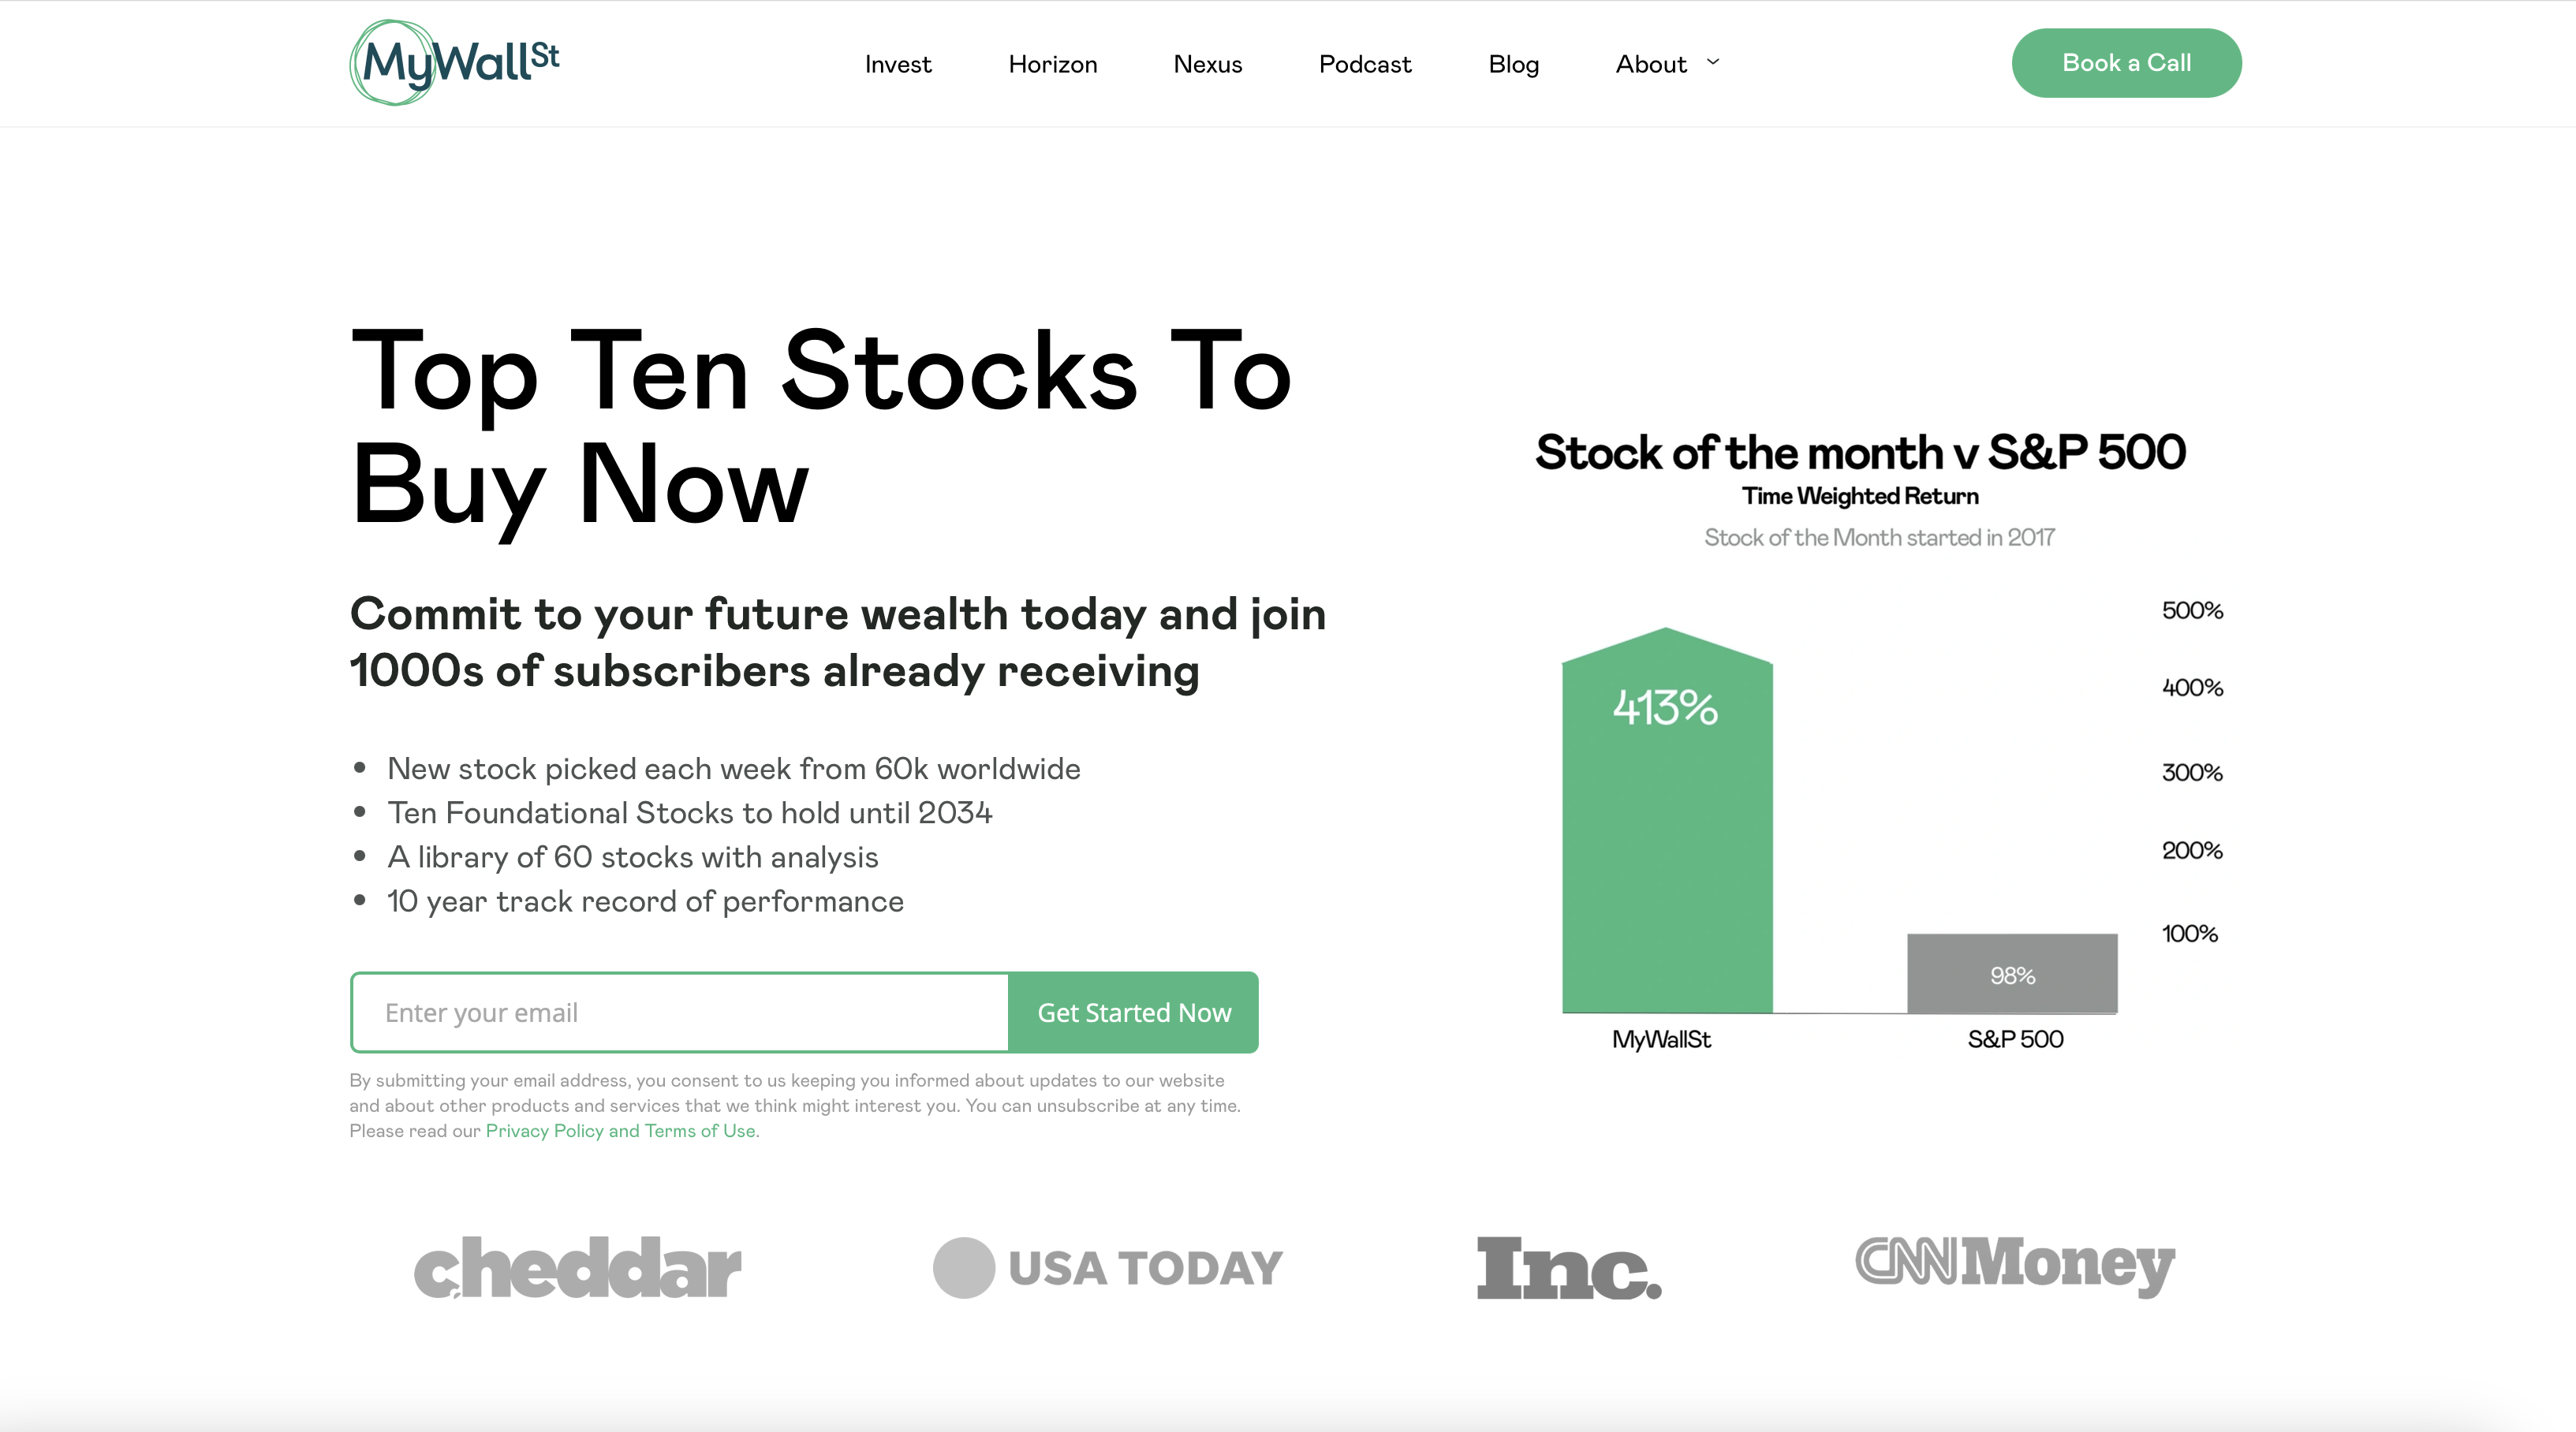 MyWallSt
Invest
Horizon
Nexus
Podcast
Blog
About
Book a Call
Top Ten Stocks To
Buy Now
Commit to your future wealth today and join
1000s of subscribers already receiving
• New stock picked each week from 60k worldwide
• Ten Foundational Stocks to hold until 2034
• A library of 60 stocks with analysis
• 10 year track record of performance
Enter your email
Get Started Now
By submitting your email address, you consent to us keeping you informed about updates to our website
and about other products and services that we think might interest you. You can unsubscribe at any time.
Please read our Privacy Policy and Terms of Use.
Stock of the month v S&P 500
Time Weighted Return
Stock of the Month started in 2017
500%
400%
300%
200%
100%
413%
98%
MyWallSt
S&P 500
cheddar
USA TODAY
Inc.
CNNMoney